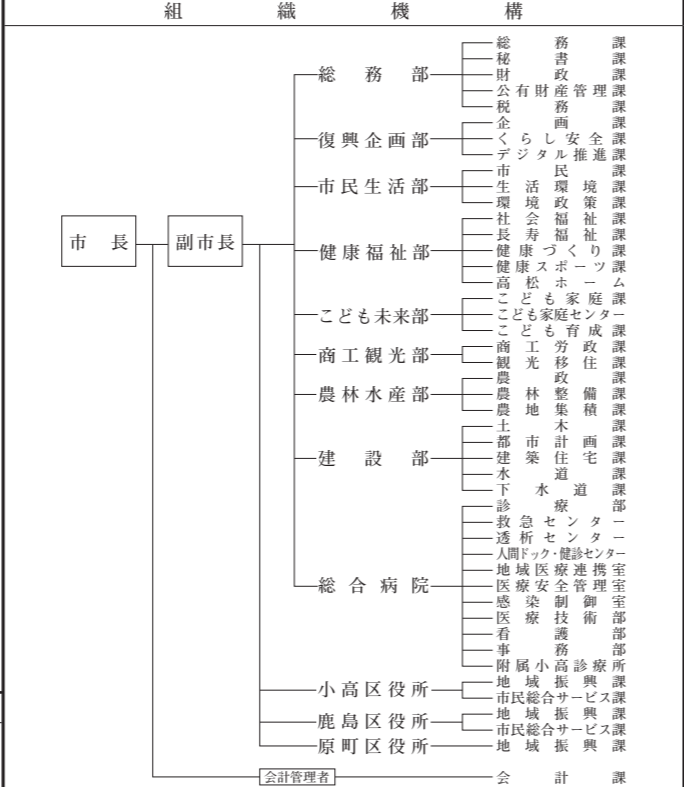 組織機構
総務課
秘書課
総務部 財政課
公有財産管理課
税務課
企画課
復興企画部 くらし安全課
デジタル推進課
市民課
市民生活部 生活環境課
環境政策課
社会福祉課
長寿福祉課
市長 副市長 健康福祉部 健康づくり課
健康スポーツ課
高松ホーム
こども家庭課
こども未来部 こども家庭センター
こども育成課
商工観光部 商工労政課
観光移住課
農政課
農林水産部 農林整備課
農地集積課
土木課
都市計画課
建設部 建築住宅課
水道課
下水道課
診療部
救急センター
透析センター
人間ドック・健診センター
地域医療連携室
総合病院 医療安全管理室
感染制御室
医療技術部
看護部
事務部
附属小高診療所
小高区役所 地域振興課
市民総合サービス課
鹿島区役所 地域振興課
市民総合サービス課
原町区役所 地域振興課
会計管理者 会計課